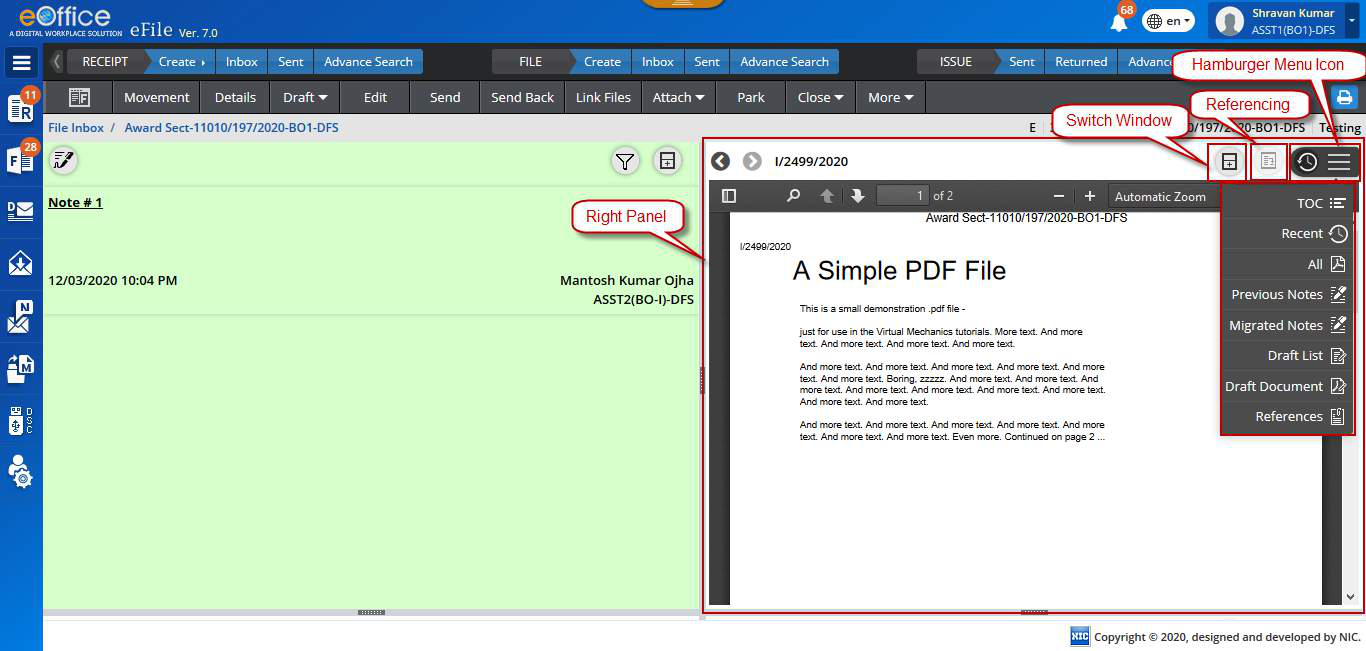 eOffice
A DIGITAL WORKPLACE SOLUTION
eFile Ver. 7.0
68
en
Shravan Kumar
ASST1(BO1)-DFS
RECEIPT Create Inbox Sent Advance Search
FILE Create Inbox Sent Advance Search
ISSUE Sent Returned
Hamburger Menu Icon
11
R
Movement Details Draft Edit Send Send Back Link Files Attach Park Close More
Referencing
Switch Window
File Inbox / Award Sect-11010/197/2020-BO1-DFS
E
0/197/2020-BO1-DFS Testing
28
F
I/2499/2020
Note # 1
1 of 2
Automatic Zoom
Right Panel
Award Sect-11010/197/2020-BO1-DFS
I/2499/2020
A Simple PDF File
12/03/2020 10:04 PM
Mantosh Kumar Ojha
ASST2(BO-I)-DFS
This is a small demonstration .pdf file -
just for use in the Virtual Mechanics tutorials. More text. And more
text. And more text. And more text. And more text.
And more text. And more text. And more text. And more text. And more
text. And more text. Boring, zzzzz. And more text. And more text. And
more text. And more text. And more text. And more text. And more text.
And more text. And more text.
And more text. And more text. And more text. And more text. And more
text. And more text. And more text. Even more. Continued on page 2 ...
TOC
Recent
All
Previous Notes
Migrated Notes
Draft List
Draft Document
References
D
N
M
DSC
NIC Copyright © 2020, designed and developed by NIC.